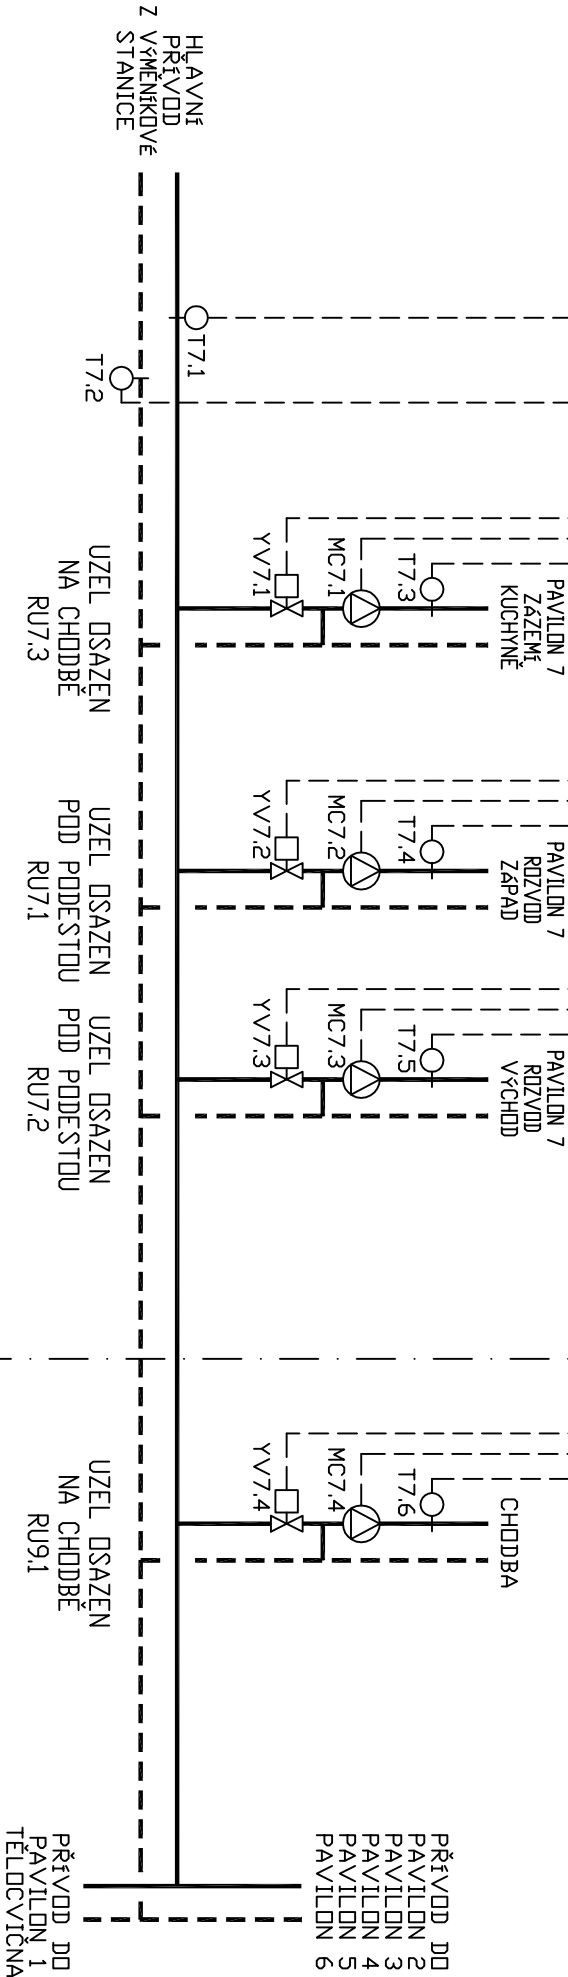 HLAVNÍ
PŘÍVOD
Z VÝMĚNÍKOVÉ
STANICE
T7.1
T7.2
PAVILON 7
ZÁZEMÍ
KUCHYNĚ
T7.3
MC7.1
YV7.1
UZEL OSAZEN
NA CHODBĚ
RU7.3
PAVILON 7
ROZVOD
ZÁPAD
T7.4
MC7.2
YV7.2
UZEL OSAZEN
POD PODESTOU
RU7.1
PAVILON 7
ROZVOD
VÝCHOD
T7.5
MC7.3
YV7.3
UZEL OSAZEN
POD PODESTOU
RU7.2
CHODBA
T7.6
MC7.4
YV7.4
UZEL OSAZEN
NA CHODBĚ
RU9.1
PŘÍVOD DO
PAVILON 2
PAVILON 3
PAVILON 4
PAVILON 5
PAVILON 6
PŘÍVOD DO
PAVILON 1
TĚLOCVIČNA